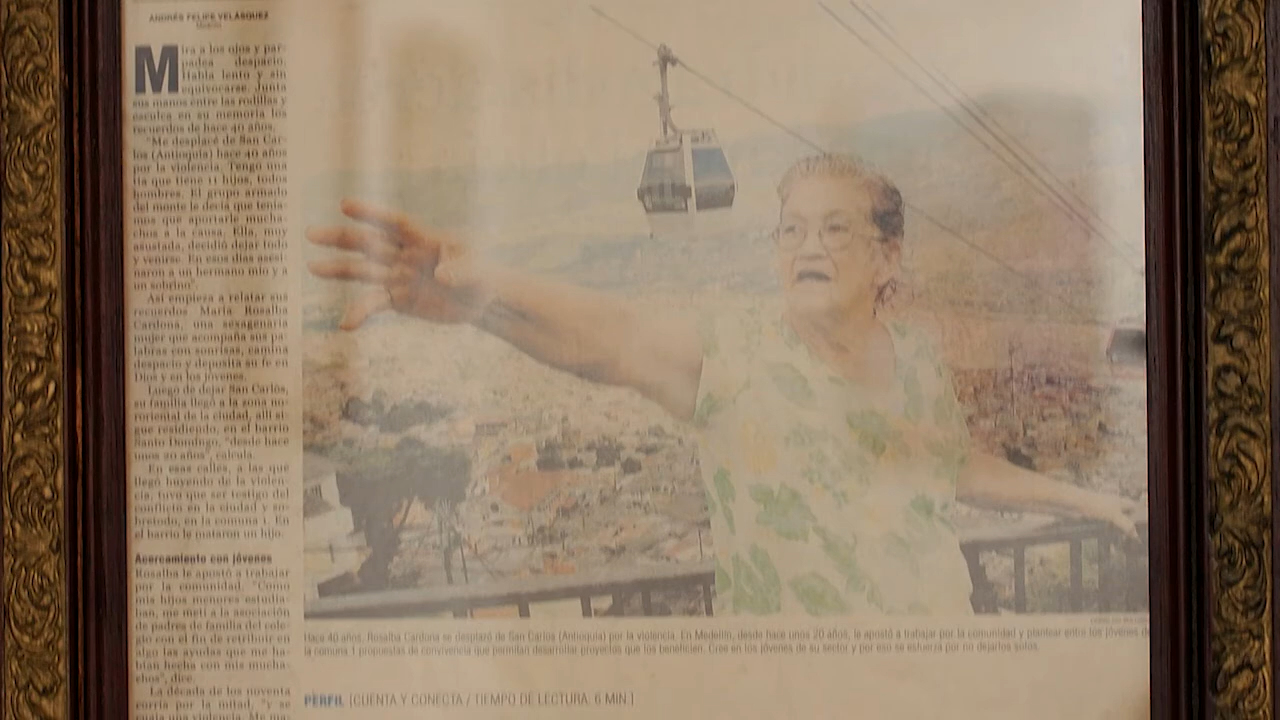 ANDRÉS FELIPE VELÁSQUEZ
Medellín
Mira a los ojos y par-
padea despacio.
Habla lento y sin
equivocarse. Junta
sus manos entre las rodillas y
esculca en su memoria los
recuerdos de hace 40 años.
"Me desplacé de San Car-
los (Antioquia) hace 40 años
por la violencia. Tengo una
tía que tiene 11 hijos, todos
hombres. El grupo armado
del monte le decía que tenía-
mos que aportarle mucha-
chos a la causa. Ella, muy
asustada, decidió dejar todo
y venirse. En esos días asesi-
naron a un hermano mío y a
un sobrino".
Así empieza a relatar sus
recuerdos María Rosalba
Cardona, una sexagenaria
mujer que acompaña sus pa-
labras con sonrisas, camina
despacio y deposita su fe en
Dios y en los jóvenes.
Luego de dejar San Carlos,
su familia llegó a la zona no-
roriental de la ciudad, allí si-
gue residiendo, en el barrio
Santo Domingo, "desde hace
unos 20 años", calcula.
En esas calles, a las que
llegó huyendo de la violen-
cia, tuvo que ser testigo del
conflicto en la ciudad y so-
bretodo, en la comuna 1. En
el barrio le mataron un hijo.
Acercamiento con jóvenes
Rosalba le apostó a trabajar
por la comunidad. "Como
mis hijos menores estudia-
ban, me metí a la asociación
de padres de familia del cole-
gio con el fin de retribuir en
algo las ayudas que me ha-
bían hecho con mis mucha-
chos", dice.
La década de los noventa
corría por la mitad, "y se
vivía una violencia. Me ma-
Hace 40 años, Rosalba Cardona se desplazó de San Carlos (Antioquia) por la violencia. En Medellín, desde hace unos 20 años, le apostó a trabajar por la comunidad y plantear entre los jóvenes de
la comuna 1 propuestas de convivencia que permitan desarrollar proyectos que los beneficien. Cree en los jóvenes de su sector y por eso se esfuerza por no dejarlos solos.
PERFIL [CUENTA Y CONECTA / TIEMPO DE LECTURA: 6 MIN.]